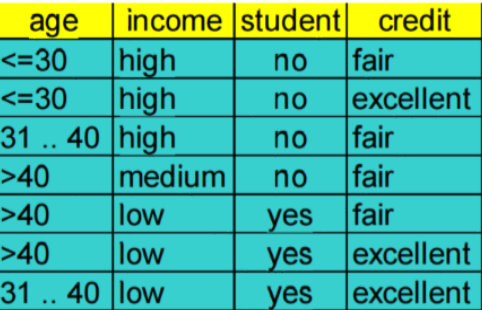 age income student credit
<=30 high no fair
<=30 high no excellent
31 .. 40 high no fair
>40 medium no fair
>40 low yes fair
>40 low yes excellent
31 .. 40 low yes excellent